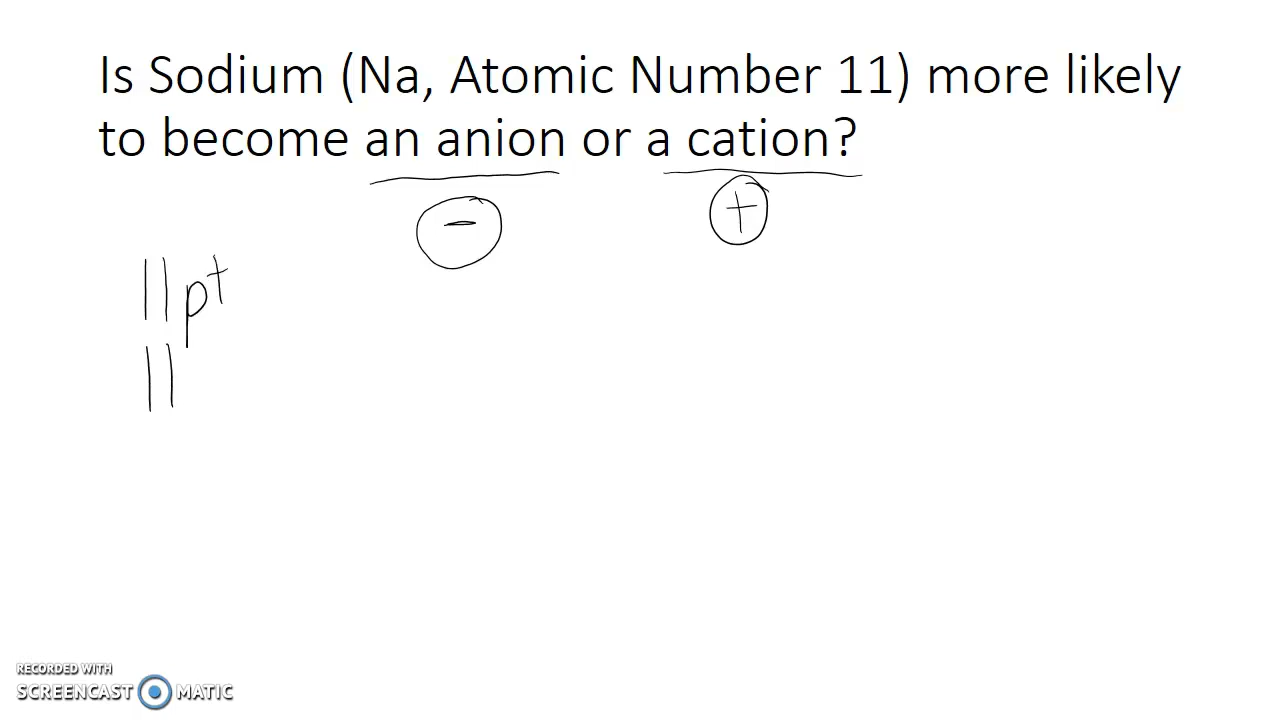 Is Sodium (Na, Atomic Number 11) more likely
to become an anion or a cation?
− +
11p+
11
RECORDED WITH
SCREENCAST MATIC